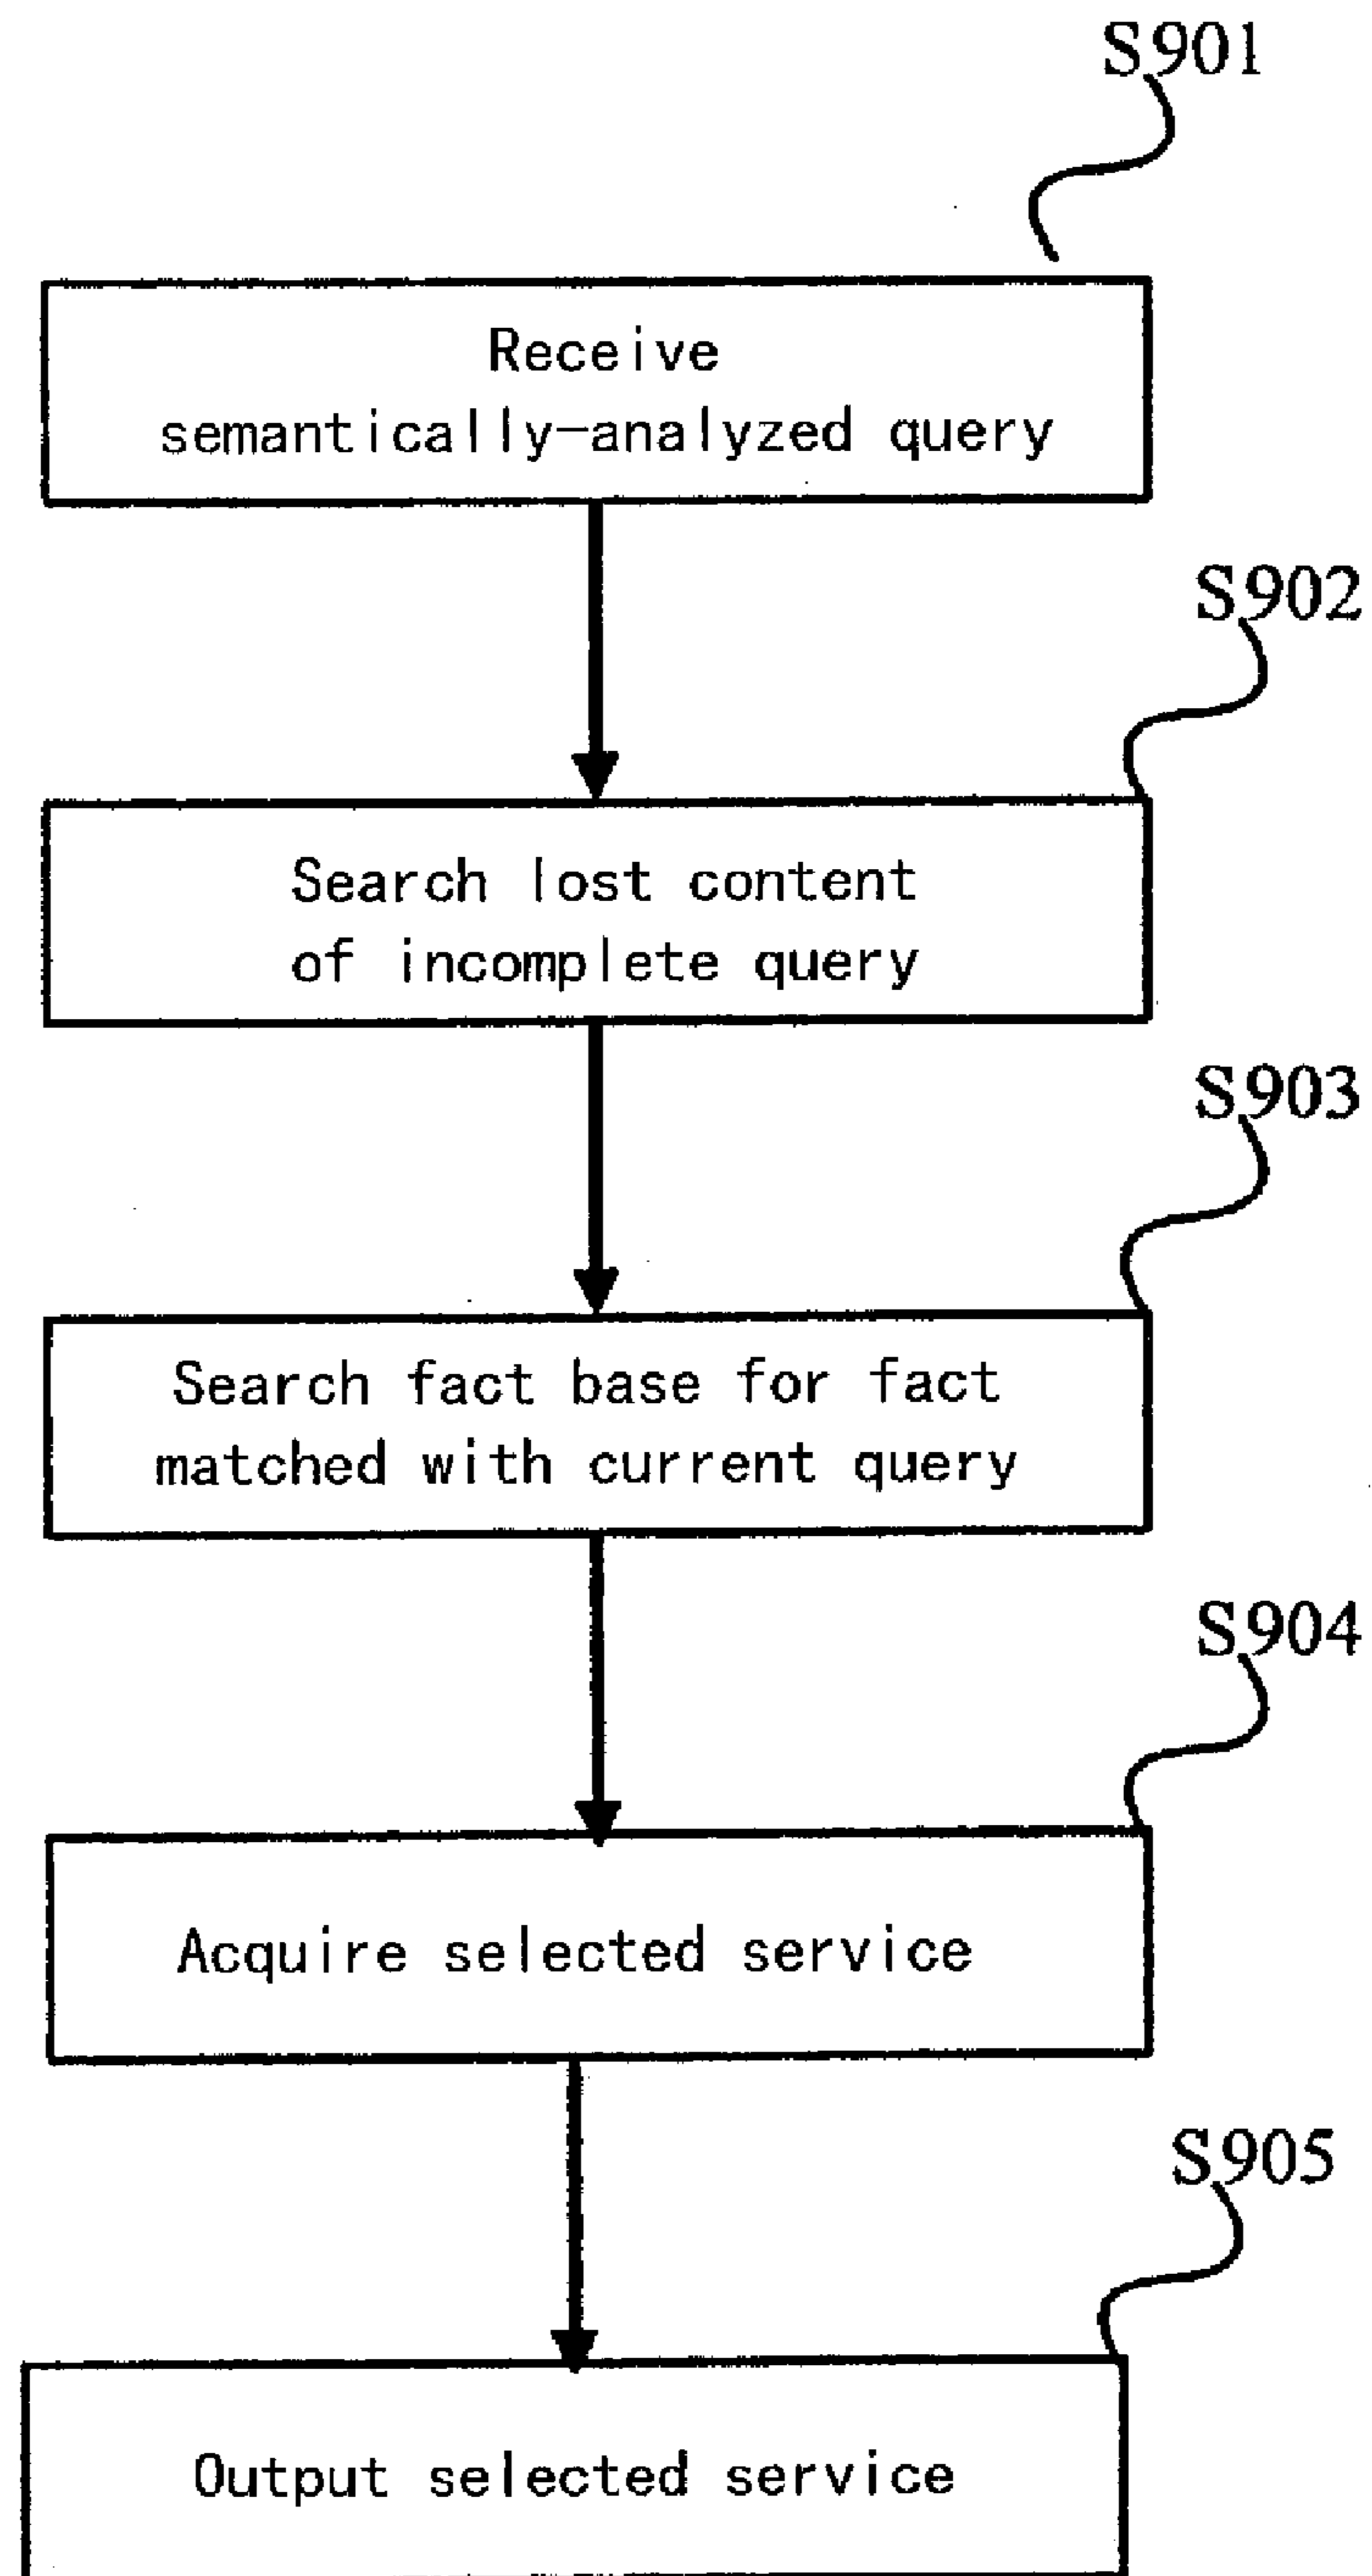 S901
Receive
semantically-analyzed query
S902
Search lost content
of incomplete query
S903
Search fact base for fact
matched with current query
S904
Acquire selected service
S905
Output selected service